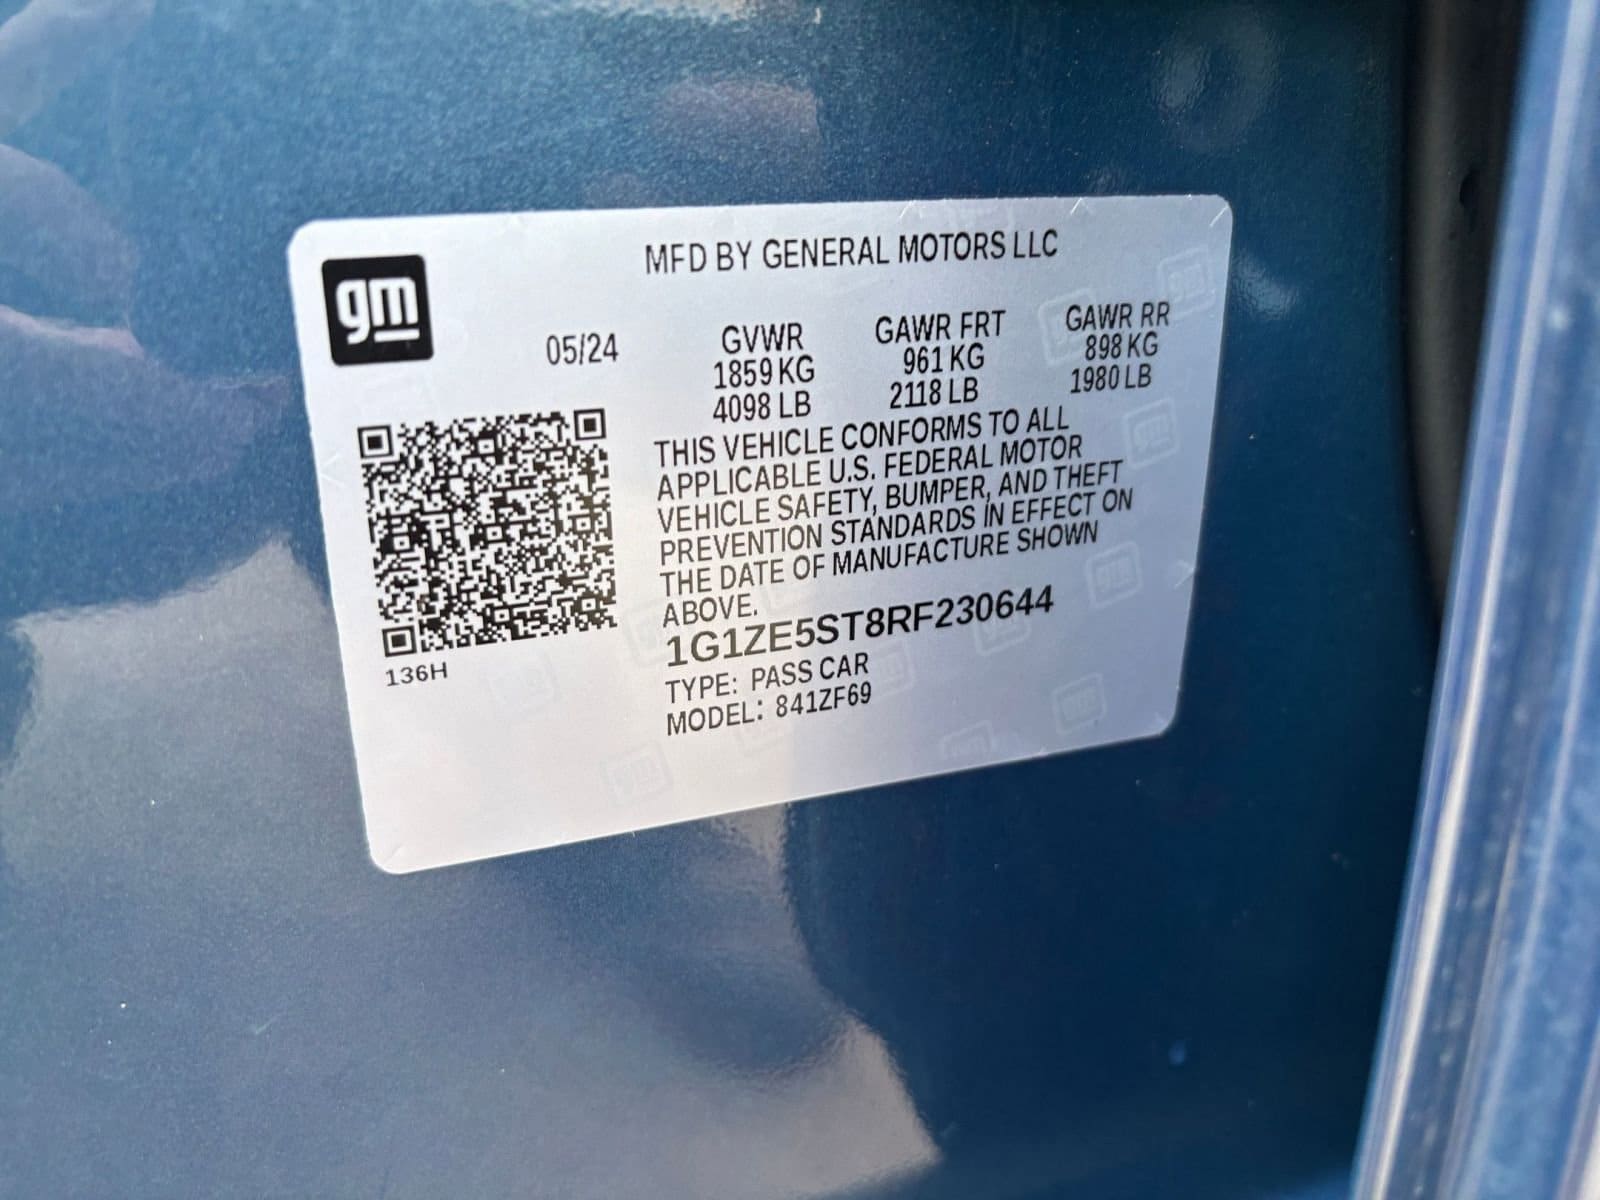 gm
MFD BY GENERAL MOTORS LLC
05/24
GVWR
1859 KG
4098 LB
GAWR FRT
961 KG
2118 LB
GAWR RR
898 KG
1980 LB
THIS VEHICLE CONFORMS TO ALL
APPLICABLE U.S. FEDERAL MOTOR
VEHICLE SAFETY, BUMPER, AND THEFT
PREVENTION STANDARDS IN EFFECT ON
THE DATE OF MANUFACTURE SHOWN
ABOVE.
1G1ZE5ST8RF230644
TYPE: PASS CAR
MODEL: 841ZF69
136H